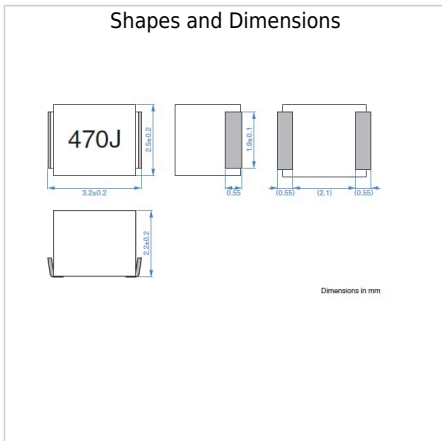 Shapes and Dimensions
470J
2.5±0.2
1.9±0.1
3.2±0.2
0.55
(0.55)
(2.1)
(0.55)
2.2±0.2
Dimensions in mm